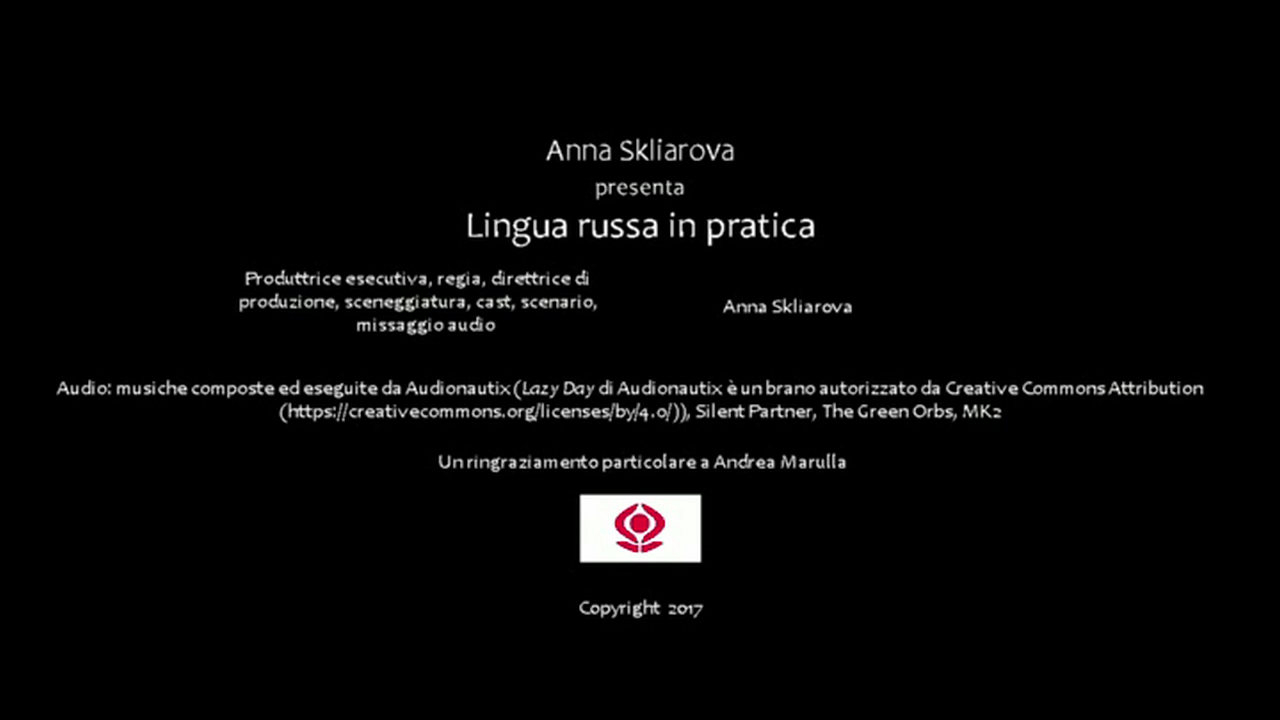 Anna Skliarova
presenta
Lingua russa in pratica
Produttrice esecutiva, regia, direttrice di
produzione, sceneggiatura, cast, scenario,
missaggio audio
Anna Skliarova
Audio: musiche composte ed eseguite da Audionautix (Lazy Day di Audionautix è un brano autorizzato da Creative Commons Attribution
(https://creativecommons.org/licenses/by/4.0/)), Silent Partner, The Green Orbs, MK2
Un ringraziamento particolare a Andrea Marulla
Copyright 2017